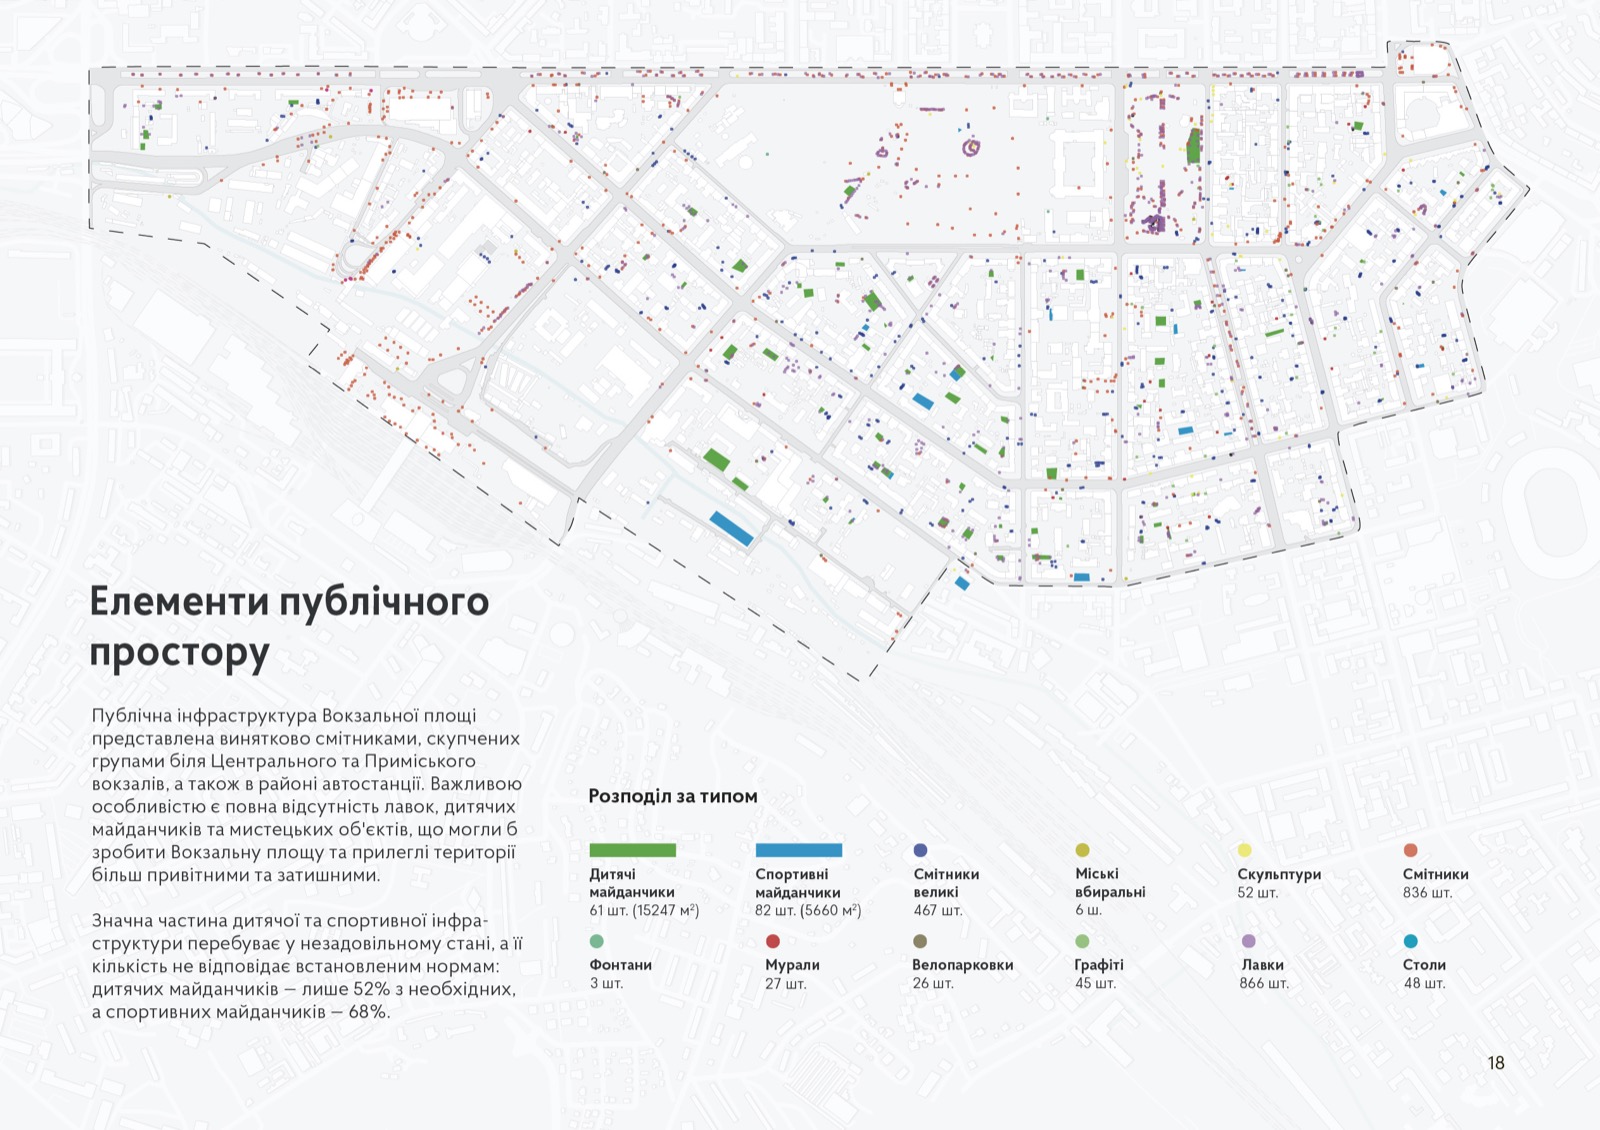 Елементи публічного
простору
Публічна інфраструктура Вокзальної площі
представлена винятково смітниками, скупчених
групами біля Центрального та Приміського
вокзалів, а також в районі автостанції. Важливою
особливістю є повна відсутність лавок, дитячих
майданчиків та мистецьких об'єктів, що могли б
зробити Вокзальну площу та прилеглі території
більш привітними та затишними.
Значна частина дитячої та спортивної інфра-
структури перебуває у незадовільному стані, а її
кількість не відповідає встановленим нормам:
дитячих майданчиків — лише 52% з необхідних,
а спортивних майданчиків — 68%.
Розподіл за типом
Дитячі
майданчики
61 шт. (15247 м²)
Спортивні
майданчики
82 шт. (5660 м²)
Смітники
великі
467 шт.
Міські
вбиральні
6 ш.
Скульптури
52 шт.
Смітники
836 шт.
Фонтани
3 шт.
Мурали
27 шт.
Велопарковки
26 шт.
Графіті
45 шт.
Лавки
866 шт.
Столи
48 шт.
18